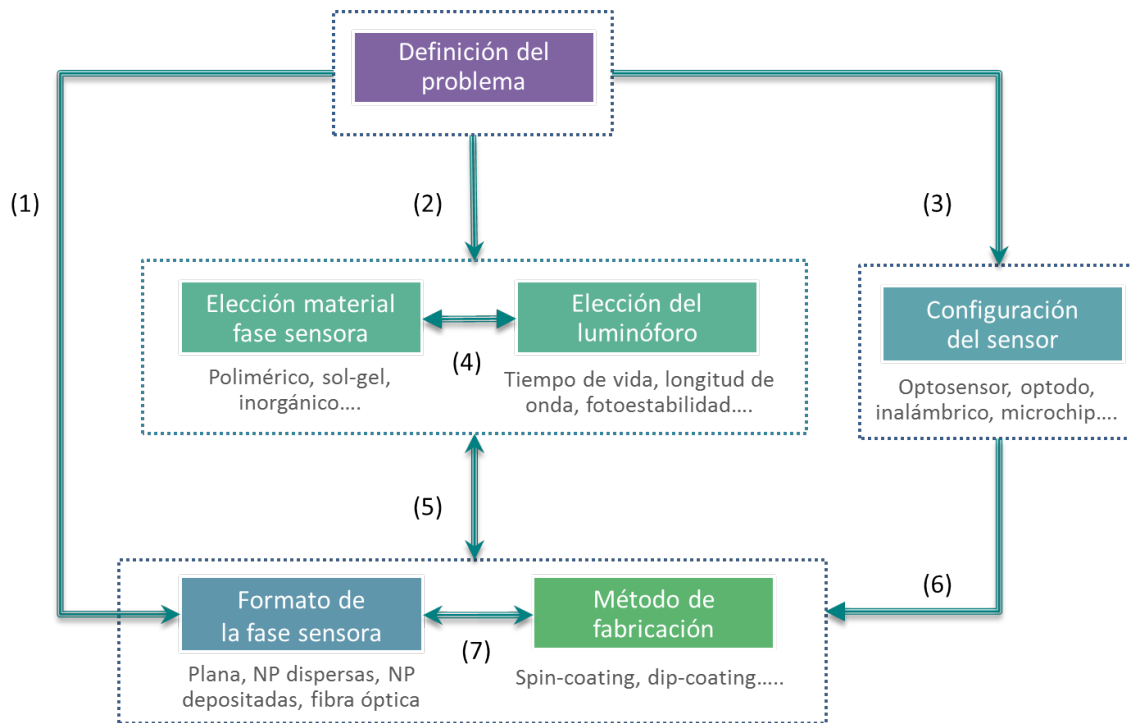 Definición del
problema
(1)
(2)
(3)
Elección material
fase sensora
Polimérico, sol-gel,
inorgánico....
(4)
Elección del
luminóforo
Tiempo de vida, longitud de
onda, fotoestabilidad....
Configuración
del sensor
Optosensor, optodo,
inalámbrico, microchip....
(5)
(6)
Formato de
la fase sensora
Plana, NP dispersas, NP
depositadas, fibra óptica
(7)
Método de
fabricación
Spin-coating, dip-coating.....